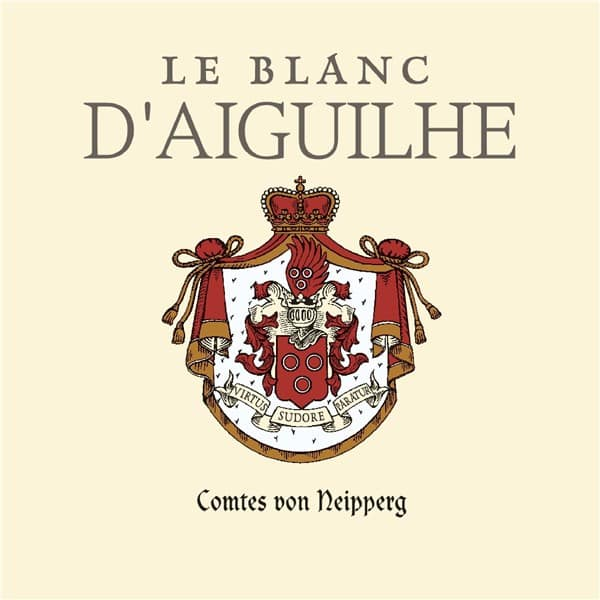 LE BLANC
D'AIGUILHE
VIRTUS SUDORE PARATUR
Comtes von Neipperg